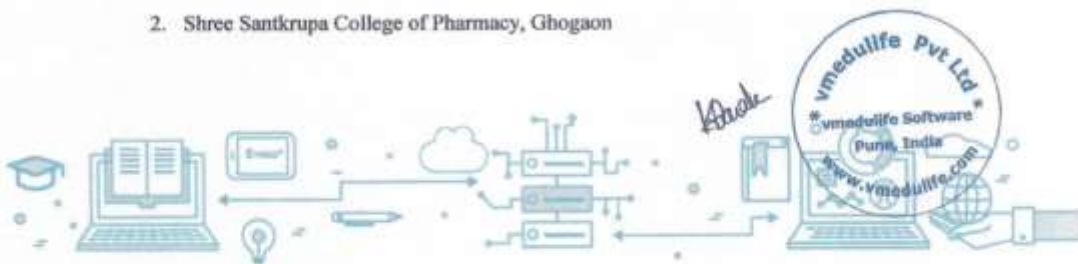 2. Shree Santkrupa College of Pharmacy, Ghogaon
* vmedulife Pvt Ltd *
vmedulife Software
Pune, India
www.vmedulife.com